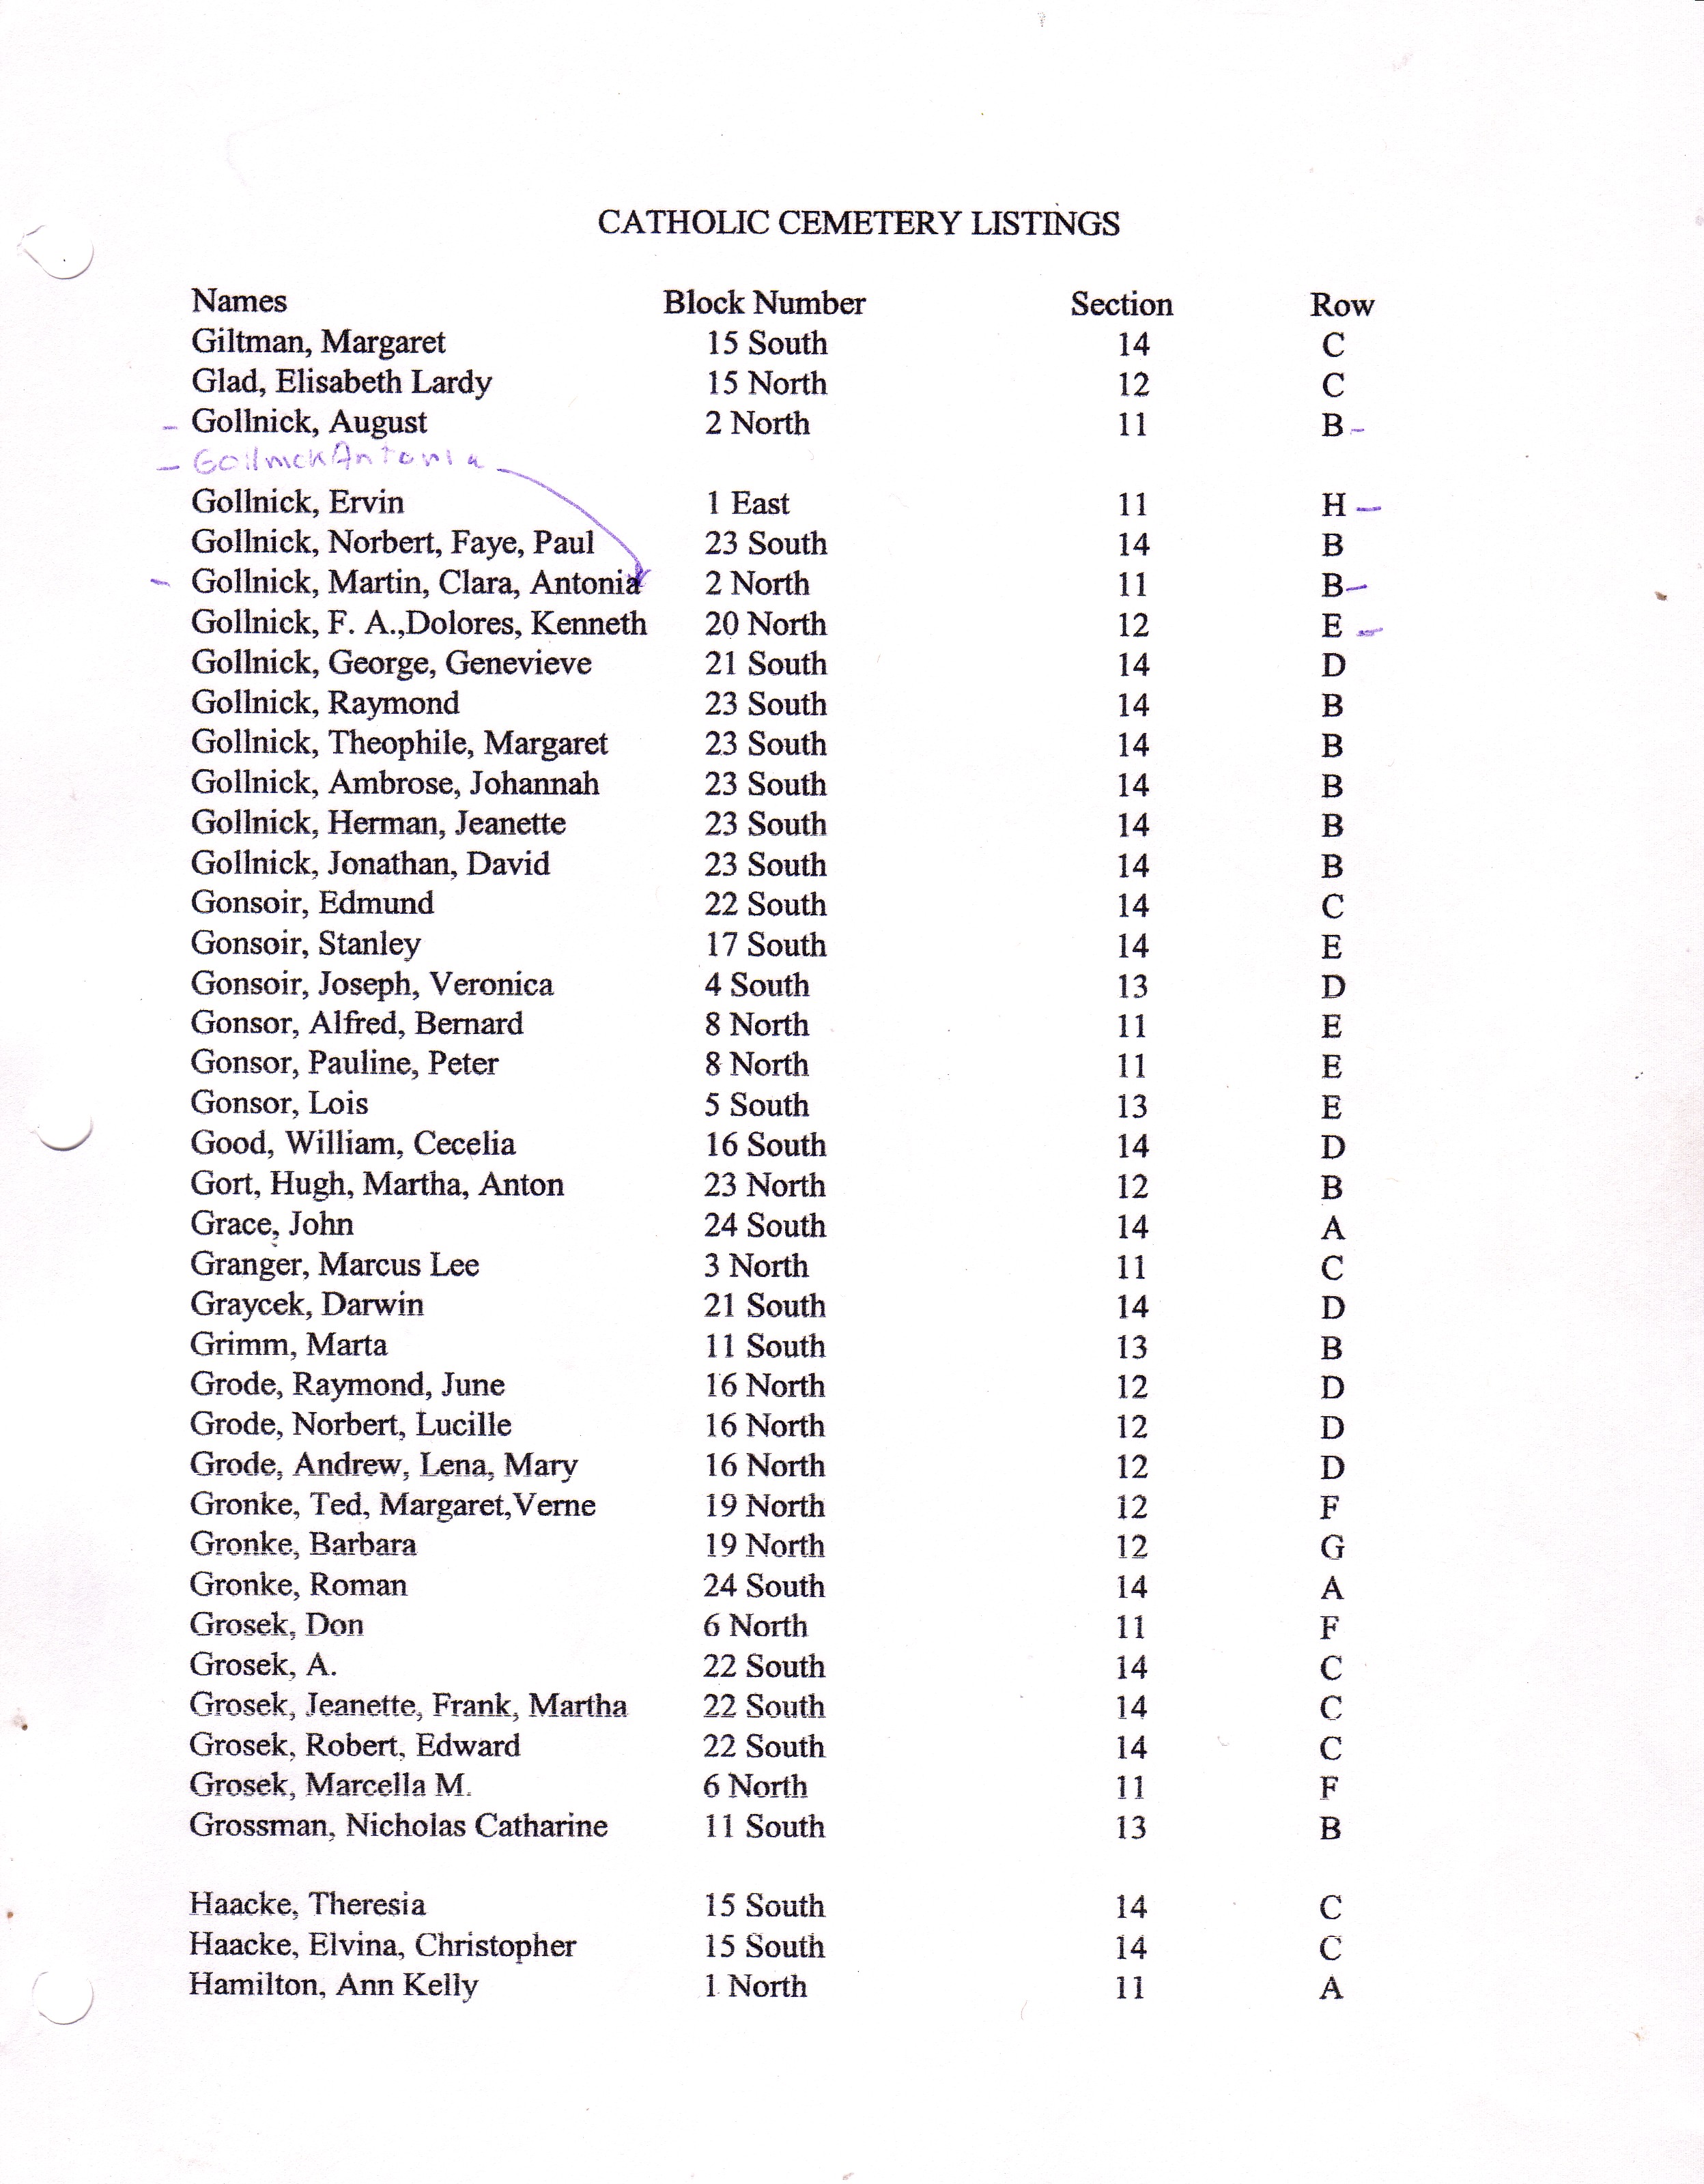 CATHOLIC CEMETERY LISTINGS
Names Block Number Section Row
Giltman, Margaret 15 South 14 C
Glad, Elisabeth Lardy 15 North 12 C
- Gollnick, August 2 North 11 B -
- Gollnick Antonia
Gollnick, Ervin 1 East 11 H -
Gollnick, Norbert, Faye, Paul 23 South 14 B
- Gollnick, Martin, Clara, Antonia 2 North 11 B -
Gollnick, F. A.,Dolores, Kenneth 20 North 12 E -
Gollnick, George, Genevieve 21 South 14 D
Gollnick, Raymond 23 South 14 B
Gollnick, Theophile, Margaret 23 South 14 B
Gollnick, Ambrose, Johannah 23 South 14 B
Gollnick, Herman, Jeanette 23 South 14 B
Gollnick, Jonathan, David 23 South 14 B
Gonsoir, Edmund 22 South 14 C
Gonsoir, Stanley 17 South 14 E
Gonsoir, Joseph, Veronica 4 South 13 D
Gonsor, Alfred, Bernard 8 North 11 E
Gonsor, Pauline, Peter 8 North 11 E
Gonsor, Lois 5 South 13 E
Good, William, Cecelia 16 South 14 D
Gort, Hugh, Martha, Anton 23 North 12 B
Grace, John 24 South 14 A
Granger, Marcus Lee 3 North 11 C
Graycek, Darwin 21 South 14 D
Grimm, Marta 11 South 13 B
Grode, Raymond, June 16 North 12 D
Grode, Norbert, Lucille 16 North 12 D
Grode, Andrew, Lena, Mary 16 North 12 D
Gronke, Ted, Margaret,Verne 19 North 12 F
Gronke, Barbara 19 North 12 G
Gronke, Roman 24 South 14 A
Grosek, Don 6 North 11 F
Grosek, A. 22 South 14 C
Grosek, Jeanette, Frank, Martha 22 South 14 C
Grosek, Robert, Edward 22 South 14 C
Grosek, Marcella M. 6 North 11 F
Grossman, Nicholas Catharine 11 South 13 B
Haacke, Theresia 15 South 14 C
Haacke, Elvina, Christopher 15 South 14 C
Hamilton, Ann Kelly 1 North 11 A